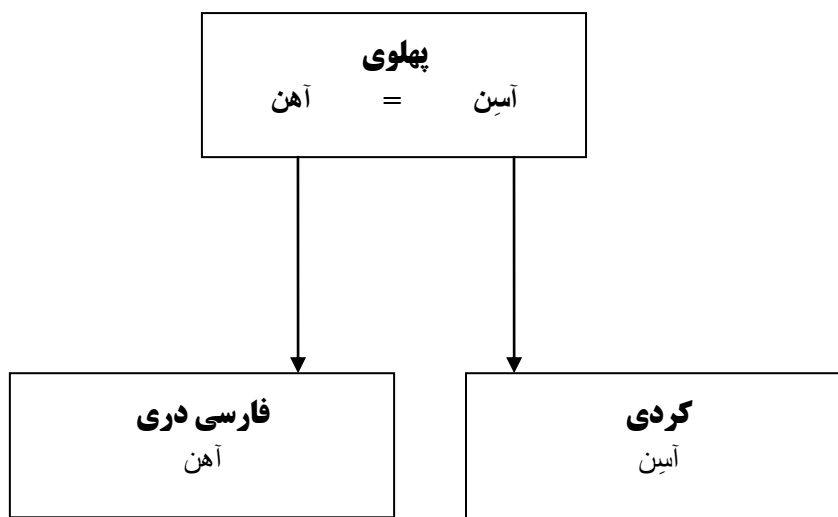 پهلوی
آسِن = آهن
کردی
آسِن
فارسی دری
آهن